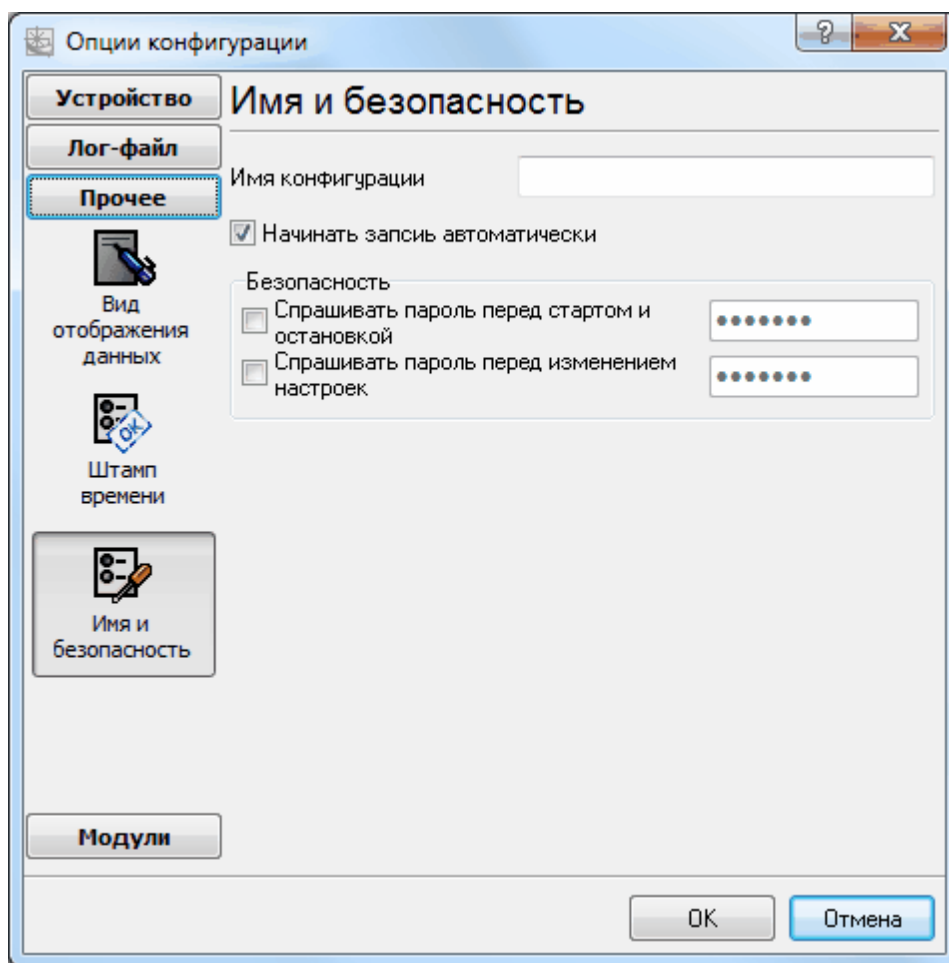 Опции конфигурации
Устройство
Лог-файл
Прочее
Вид
отображения
данных
Штамп
времени
Имя и
безопасность
Модули
Имя и безопасность
Имя конфигурации
Начинать запсиь автоматически
Безопасность
Спрашивать пароль перед стартом и
остановкой
•••••••
Спрашивать пароль перед изменением
настроек
•••••••
OK
Отмена